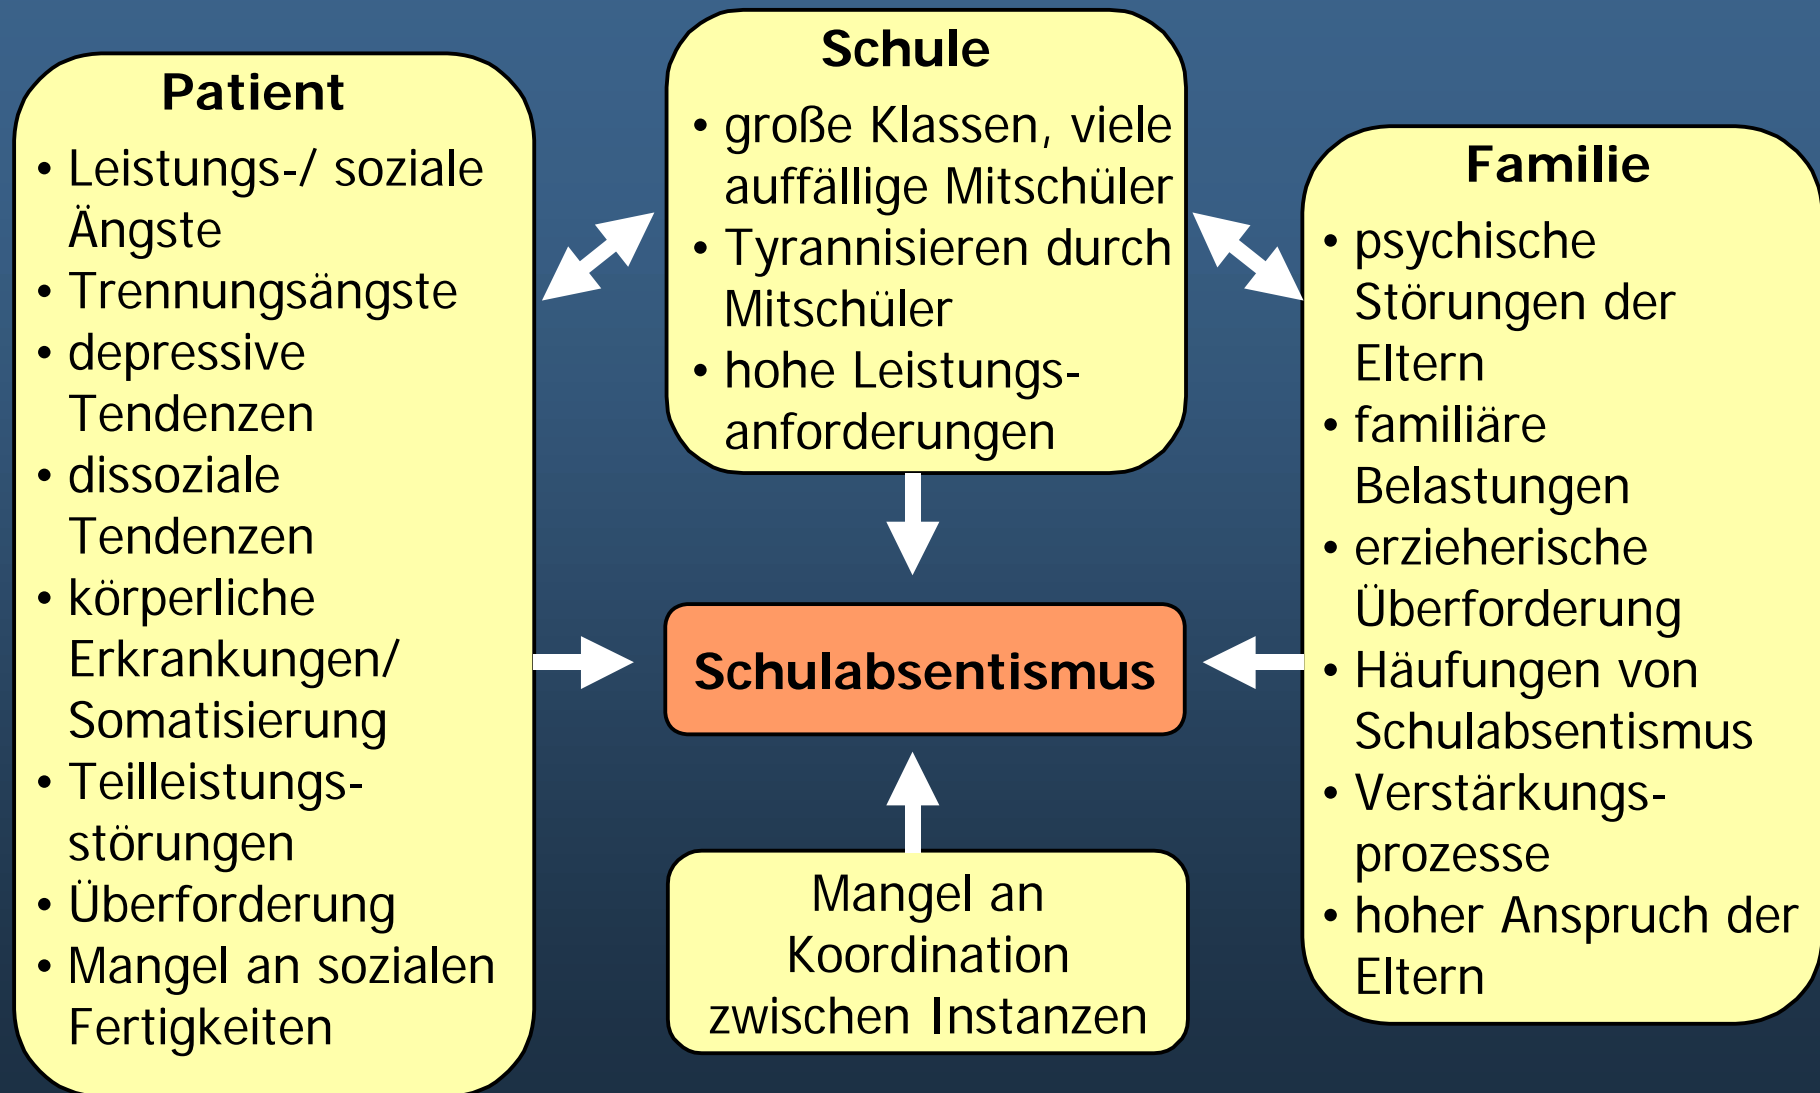 Patient
• Leistungs-/ soziale
Ängste
• Trennungsängste
• depressive
Tendenzen
• dissoziale
Tendenzen
• körperliche
Erkrankungen/
Somatisierung
• Teilleistungs-
störungen
• Überforderung
• Mangel an sozialen
Fertigkeiten
Schule
• große Klassen, viele
auffällige Mitschüler
• Tyrannisieren durch
Mitschüler
• hohe Leistungs-
anforderungen
Schulabsentismus
Mangel an
Koordination
zwischen Instanzen
Familie
• psychische
Störungen der
Eltern
• familiäre
Belastungen
• erzieherische
Überforderung
• Häufungen von
Schulabsentismus
• Verstärkungs-
prozesse
• hoher Anspruch der
Eltern